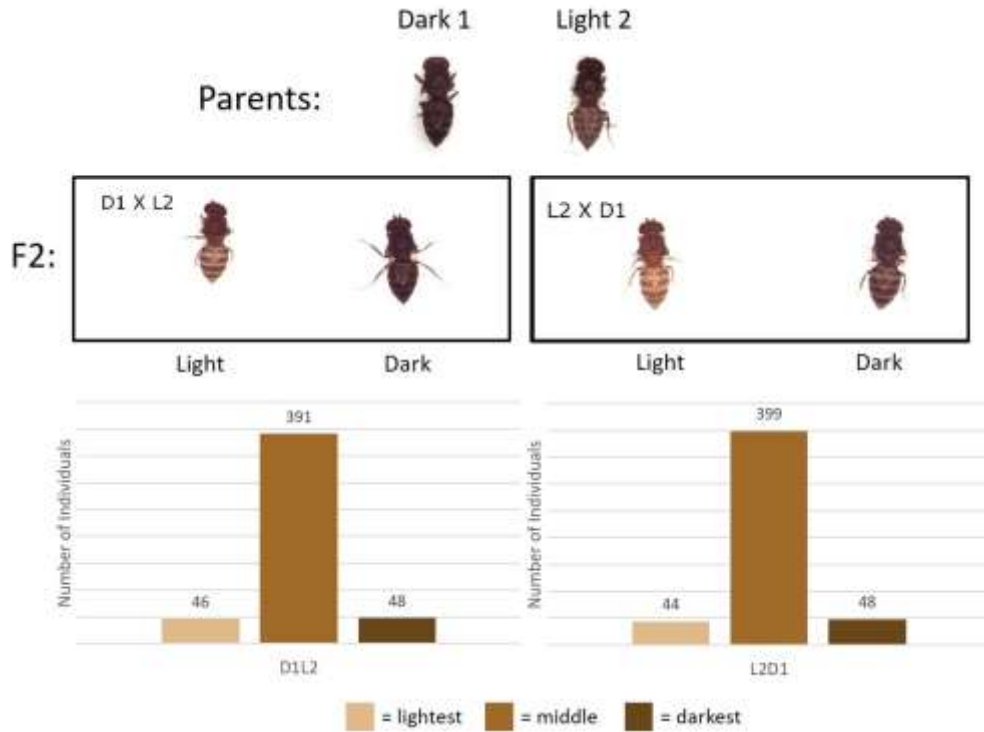 Dark 1
Light 2
Parents:
F2:
D1 X L2
L2 X D1
Light
Dark
Light
Dark
Number of Individuals
391
46
48
D1L2
Number of Individuals
399
44
48
L2D1
= lightest
= middle
= darkest